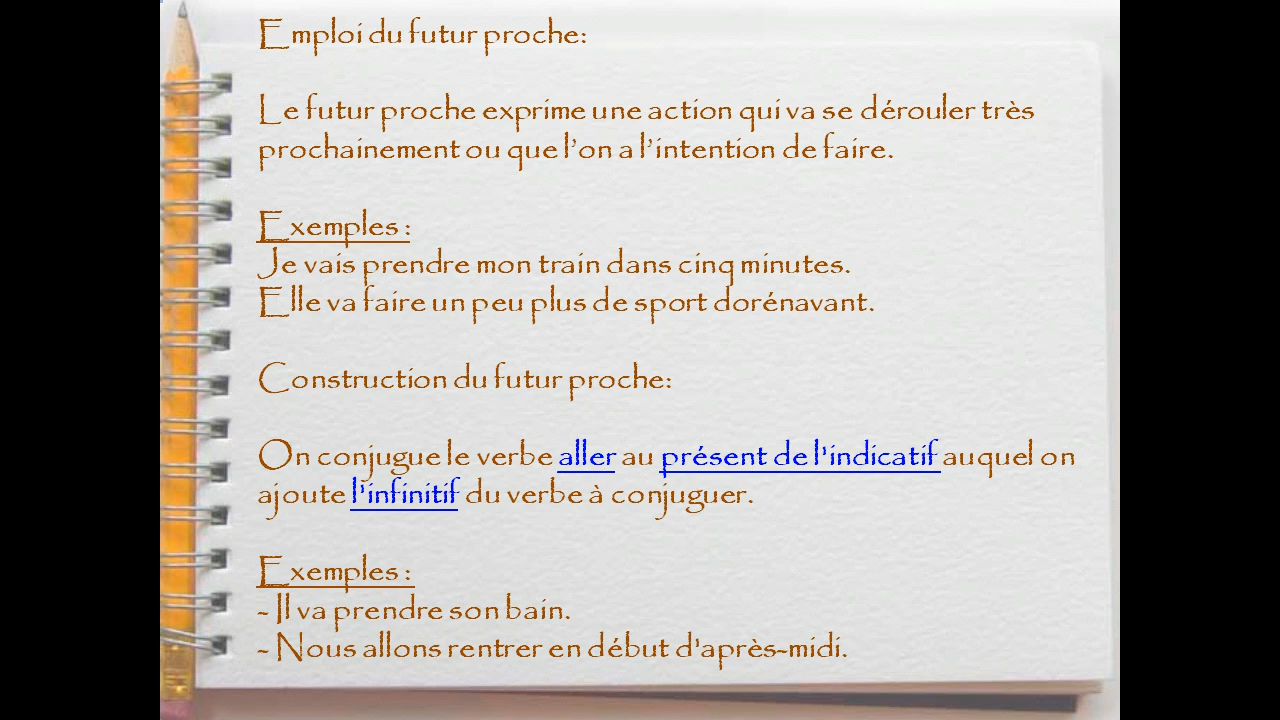 Emploi du futur proche:
Le futur proche exprime une action qui va se dérouler très
prochainement ou que l’on a l’intention de faire.
Exemples :
Je vais prendre mon train dans cinq minutes.
Elle va faire un peu plus de sport dorénavant.
Construction du futur proche:
On conjugue le verbe aller au présent de l'indicatif auquel on
ajoute l'infinitif du verbe à conjuguer.
Exemples :
- Il va prendre son bain.
- Nous allons rentrer en début d'après-midi.